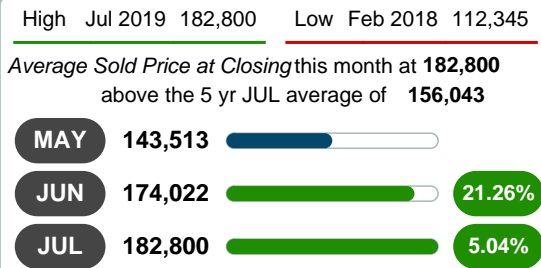 High Jul 2019 182,800 Low Feb 2018 112,345
Average Sold Price at Closing this month at 182,800
above the 5 yr JUL average of 156,043
MAY 143,513
JUN 174,022 21.26%
JUL 182,800 5.04%